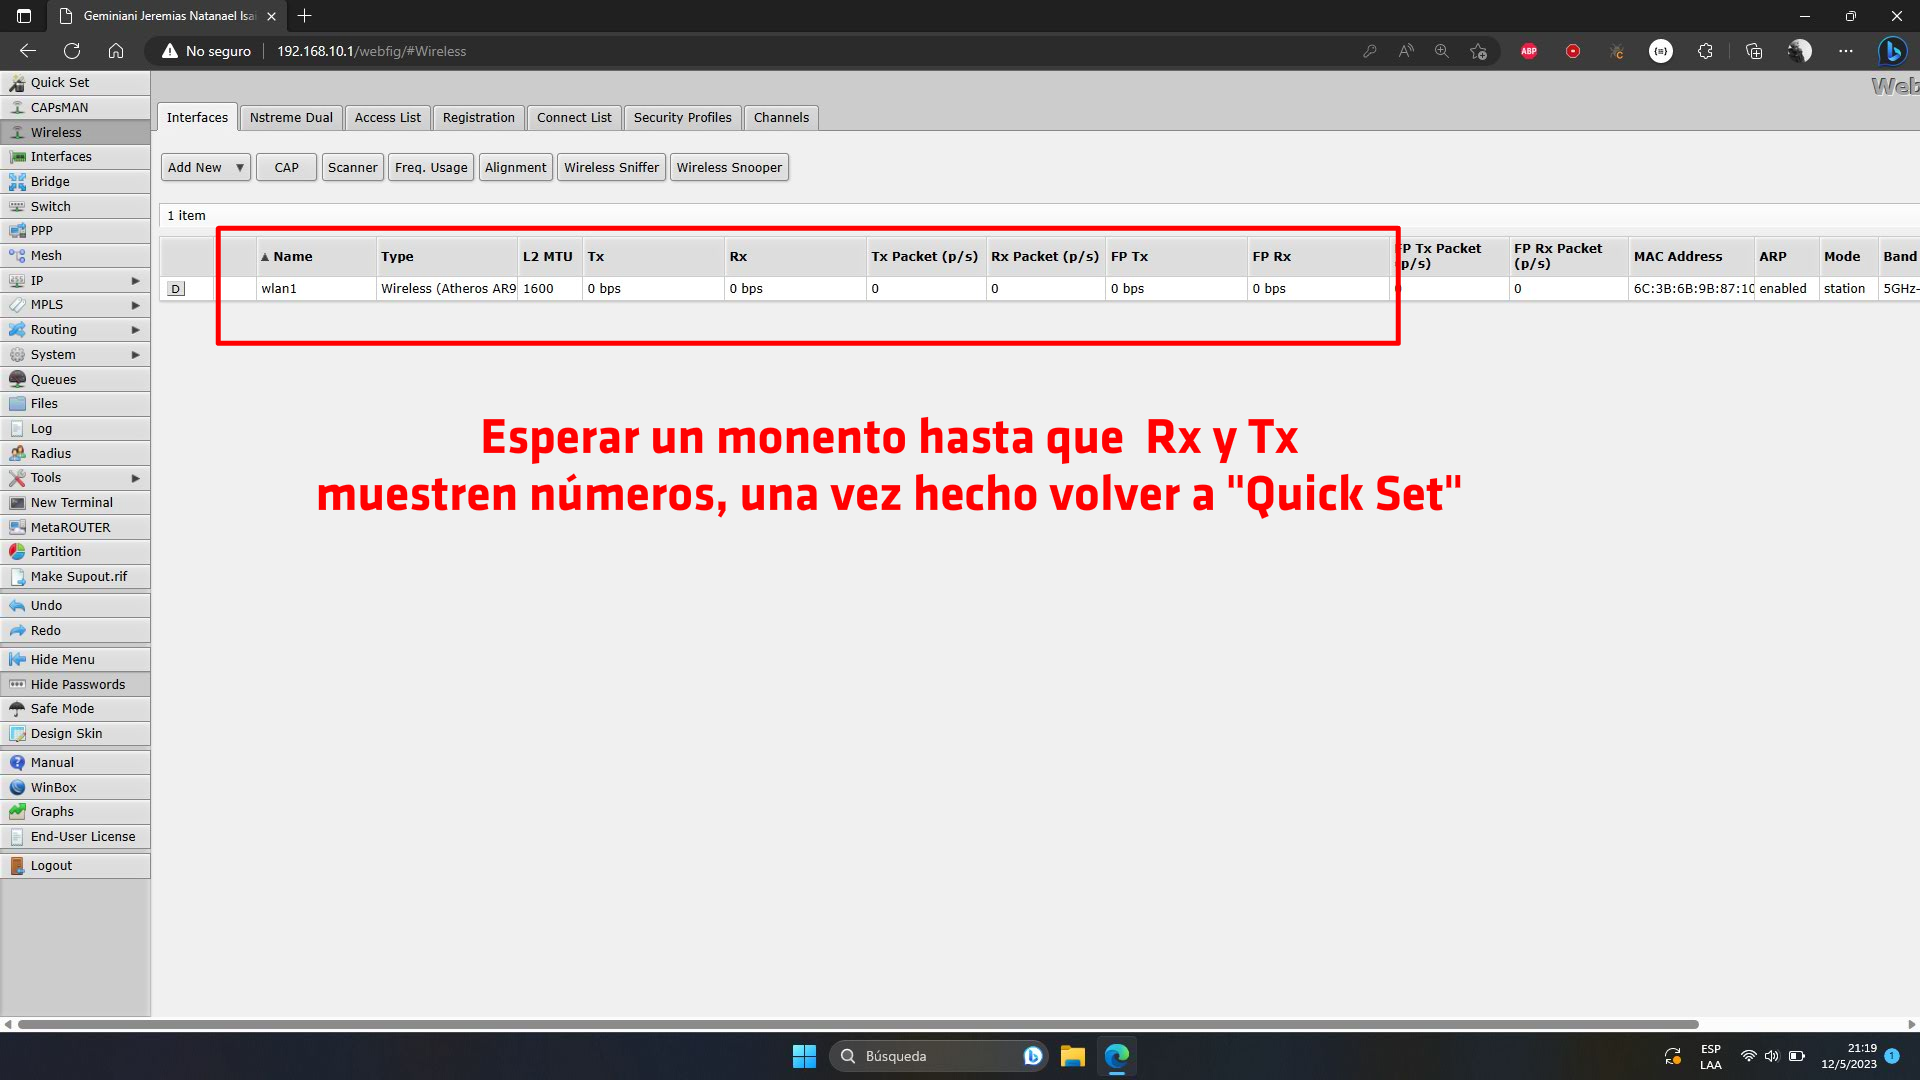 Geminiani Jeremias Natanael Isai
No seguro
192.168.10.1/webfig/#Wireless
ABP
Quick Set
CAPsMAN
Wireless
Interfaces
Bridge
Switch
PPP
Mesh
IP
MPLS
Routing
System
Queues
Files
Log
Radius
Tools
New Terminal
MetaROUTER
Partition
Make Supout.rif
Undo
Redo
Hide Menu
Hide Passwords
Safe Mode
Design Skin
Manual
WinBox
Graphs
End-User License
Logout
Web
Interfaces Nstreme Dual Access List Registration Connect List Security Profiles Channels
Add New CAP Scanner Freq. Usage Alignment Wireless Sniffer Wireless Snooper
1 item
Name Type L2 MTU Tx Rx Tx Packet (p/s) Rx Packet (p/s) FP Tx FP Rx FP Tx Packet (p/s) FP Rx Packet (p/s) MAC Address ARP Mode Band
D wlan1 Wireless (Atheros AR9 1600 0 bps 0 bps 0 0 0 bps 0 bps 0 0 6C:3B:6B:9B:87:10 enabled station 5GHz-
Esperar un monento hasta que Rx y Tx
muestren números, una vez hecho volver a "Quick Set"
Búsqueda
ESP
LAA
21:19
12/5/2023
1